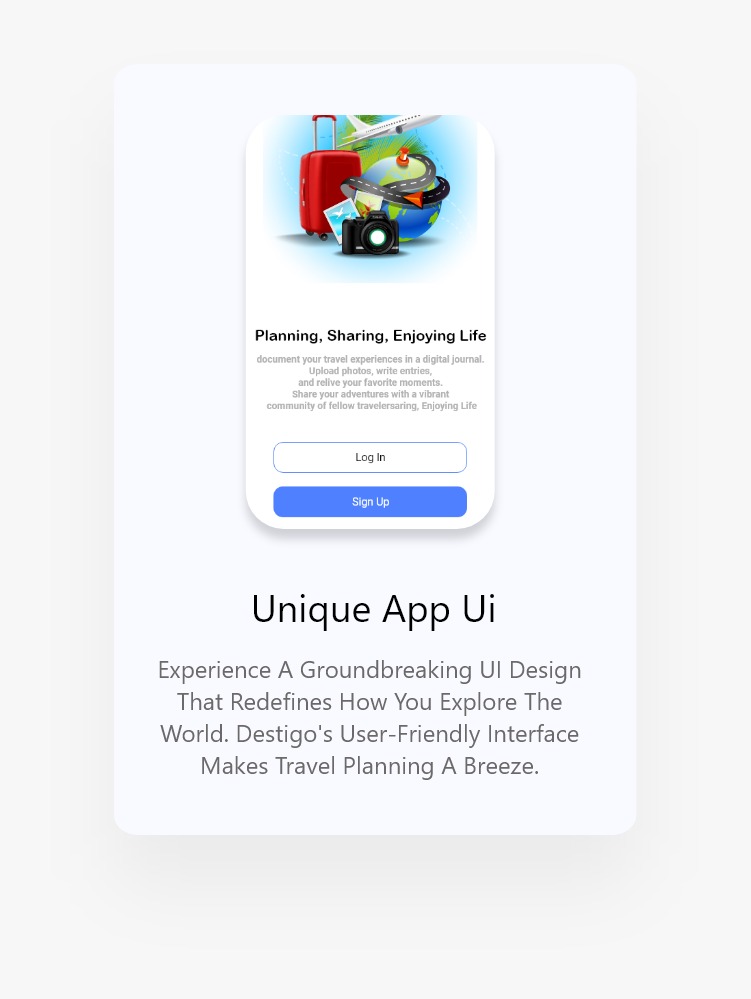 Planning, Sharing, Enjoying Life
document your travel experiences in a digital journal.
Upload photos, write entries,
and relive your favorite moments.
Share your adventures with a vibrant
community of fellow travelersaring, Enjoying Life
Log In
Sign Up
Unique App Ui
Experience A Groundbreaking UI Design
That Redefines How You Explore The
World. Destigo's User-Friendly Interface
Makes Travel Planning A Breeze.